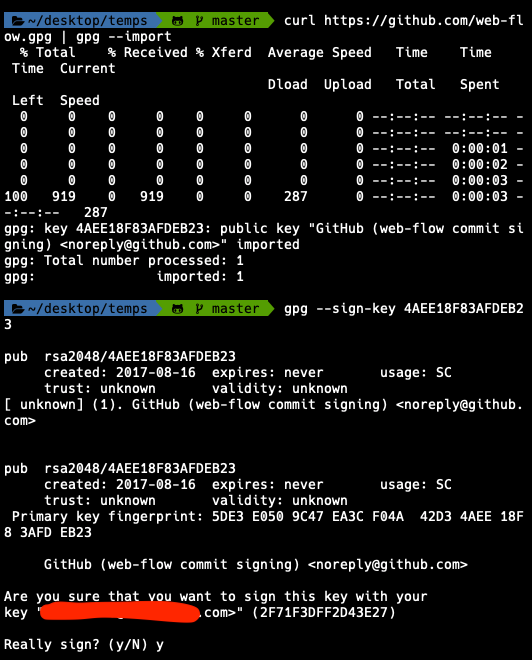 ~/desktop/temps master curl https://github.com/web-fl
ow.gpg | gpg --import
% Total % Received % Xferd Average Speed Time Time
Time Current
Dload Upload Total Spent
Left Speed
0 0 0 0 0 0 0 0 --:--:-- --:--:-- -
0 0 0 0 0 0 0 0 --:--:-- --:--:-- -
0 0 0 0 0 0 0 0 --:--:-- 0:00:01 -
0 0 0 0 0 0 0 0 --:--:-- 0:00:02 -
0 0 0 0 0 0 0 0 --:--:-- 0:00:03 -
100 919 0 919 0 0 287 0 --:--:-- 0:00:03 -
-:--:-- 287
gpg: key 4AEE18F83AFDEB23: public key "GitHub (web-flow commit si
gning) <noreply@github.com>" imported
gpg: Total number processed: 1
gpg: imported: 1
~/desktop/temps master gpg --sign-key 4AEE18F83AFDEB2
3
pub rsa2048/4AEE18F83AFDEB23
created: 2017-08-16 expires: never usage: SC
trust: unknown validity: unknown
[ unknown] (1). GitHub (web-flow commit signing) <noreply@github.
com>
pub rsa2048/4AEE18F83AFDEB23
created: 2017-08-16 expires: never usage: SC
trust: unknown validity: unknown
Primary key fingerprint: 5DE3 E050 9C47 EA3C F04A 42D3 4AEE 18F
8 3AFD EB23
GitHub (web-flow commit signing) <noreply@github.com>
Are you sure that you want to sign this key with your
key " .com>" (2F71F3DFF2D43E27)
Really sign? (y/N) y